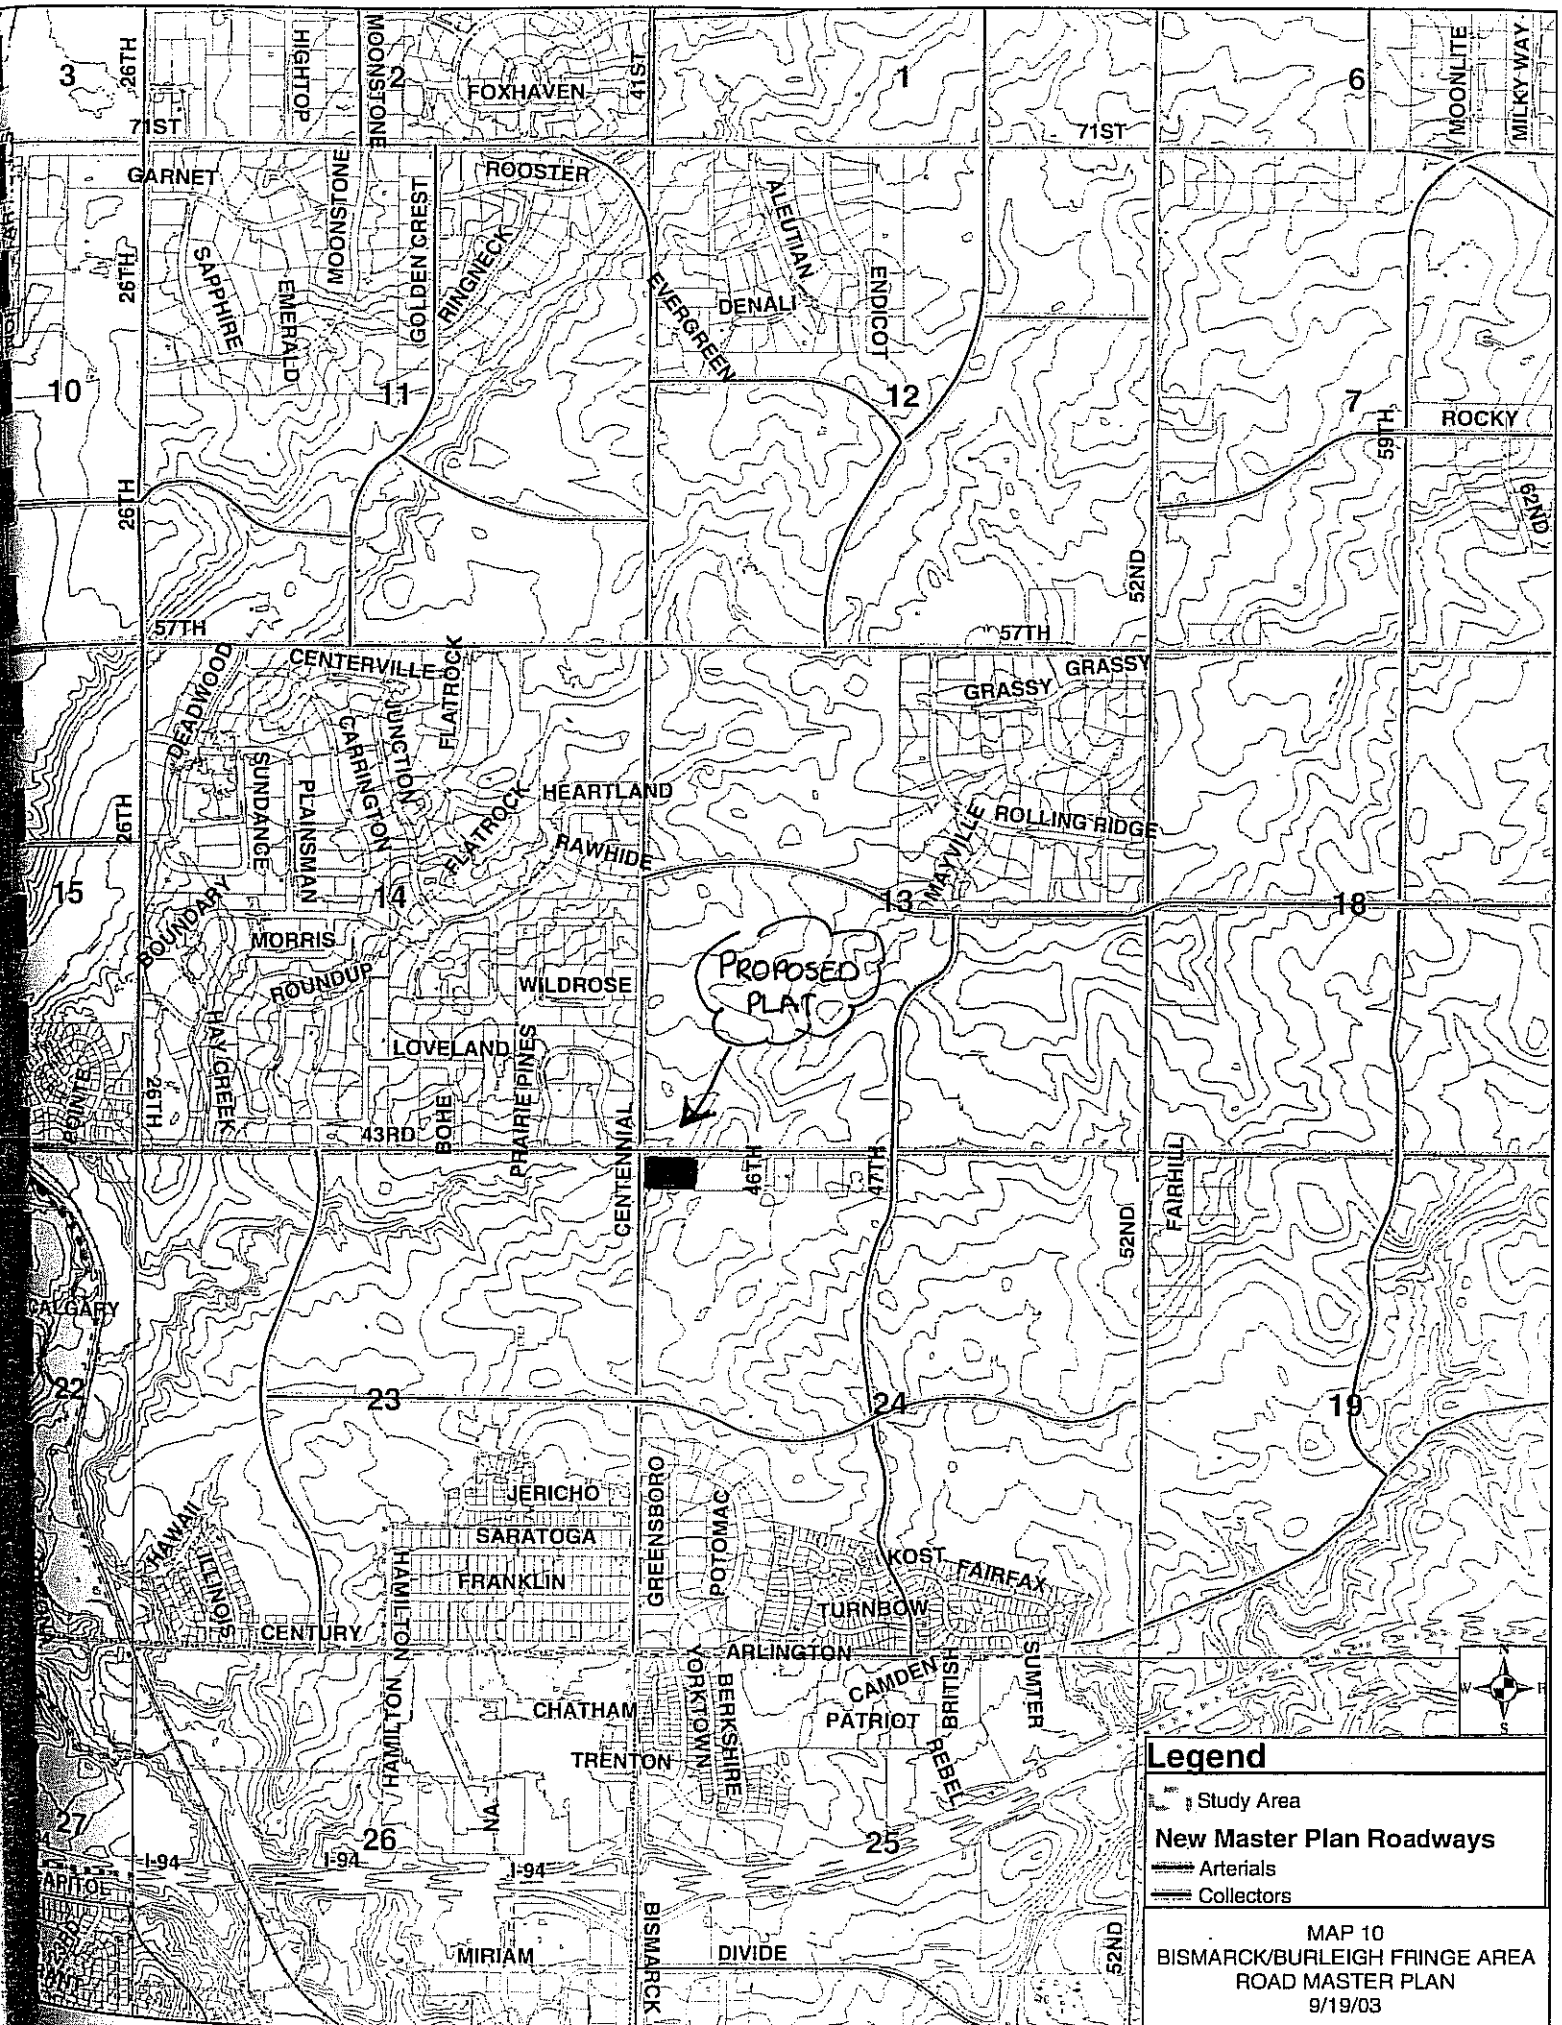 3
26TH
HIGHTOP
MOONSTONE
2
FOXHAVEN
41ST
1
6
MOONLITE
MILKY WAY
71ST
71ST
GARNET
MOONSTONE
GOLDEN CREST
ROOSTER
RINGNECK
ALEUTIAN
ENDICOT
26TH
SAPPHIRE
EMERALD
EVERGREEN
DENALI
10
11
12
7
59TH
ROCKY
26TH
62ND
52ND
57TH
57TH
DEADWOOD
CENTERVILLE
FLATROCK
GRASSY
GRASSY
JUNCTION
CARRINGTON
SUNDANCE
PLAINSMAN
26TH
FLATROCK
HEARTLAND
RAWHIDE
MAYVILLE
ROLLING RIDGE
15
14
13
18
BOUNDARY
MORRIS
ROUNDUP
WILDROSE
PROPOSED
PLAT
HAY CREEK
LOVELAND
PRAIRIE PINES
POINTE
26TH
BOHE
43RD
CENTENNIAL
46TH
47TH
52ND
FAIRHILL
CALGARY
22
23
24
19
JERICHO
SARATOGA
FRANKLIN
GREENSBORO
POTOMAC
HAWAII
ILLINOIS
HAMILTON
KOST
FAIRFAX
TURNBOW
CENTURY
ARLINGTON
HAMILTON
CHATHAM
YORKTOWN
BERKSHIRE
CAMDEN
PATRIOT
BRITISH
SUMTER
TRENTON
REBEL
NA
N
W
S
27
26
25
I-94
I-94
I-94
MIRIAM
BISMARCK
DIVIDE
52ND
Legend
Study Area
New Master Plan Roadways
Arterials
Collectors
MAP 10
BISMARCK/BURLEIGH FRINGE AREA
ROAD MASTER PLAN
9/19/03